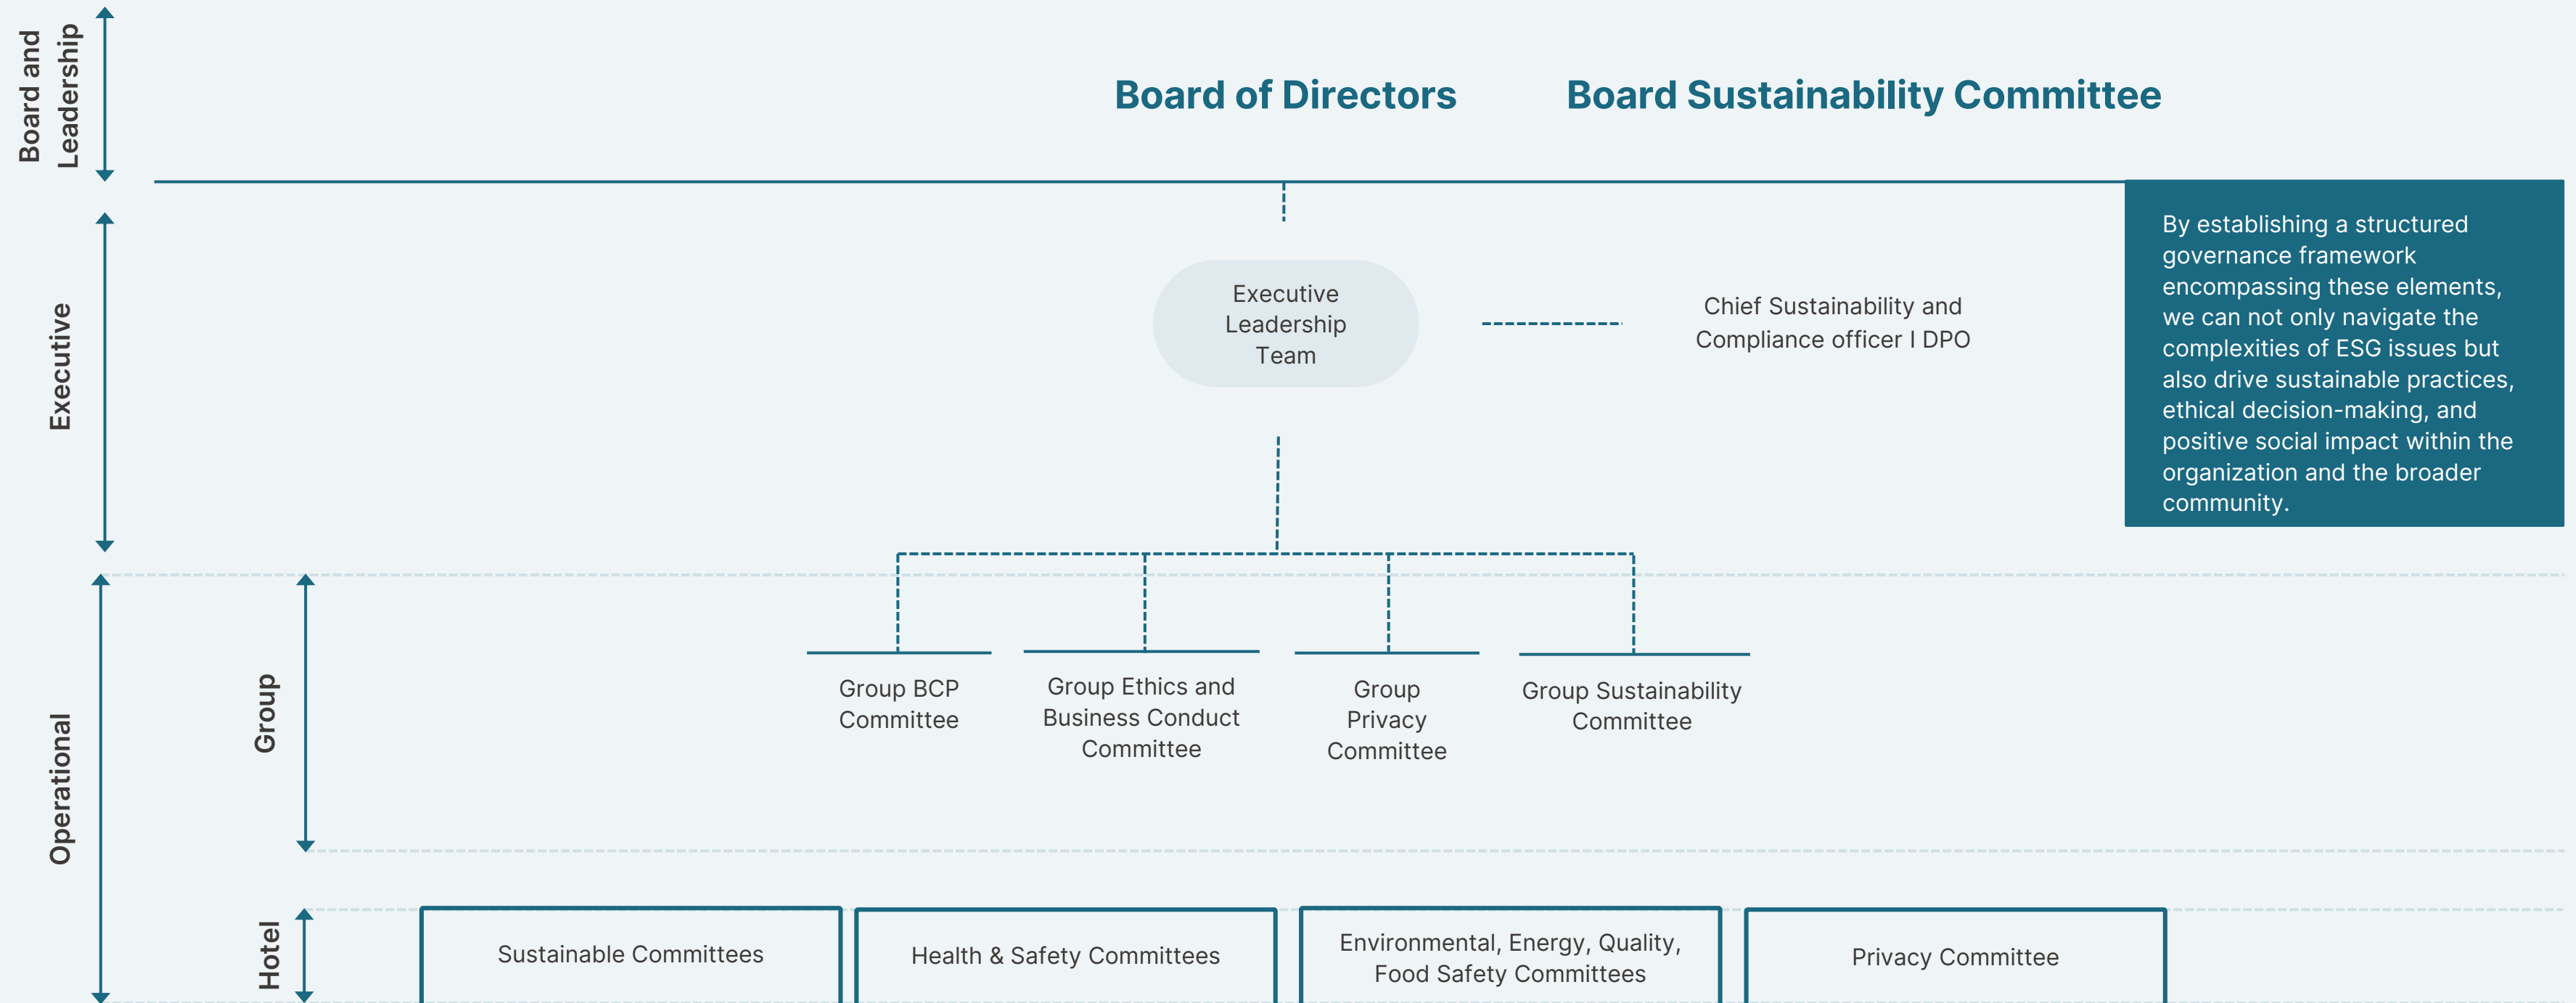 Board and
Leadership
Board of Directors
Board Sustainability Committee
Executive
Executive
Leadership
Team
Chief Sustainability and
Compliance officer I DPO
By establishing a structured
governance framework
encompassing these elements,
we can not only navigate the
complexities of ESG issues but
also drive sustainable practices,
ethical decision-making, and
positive social impact within the
organization and the broader
community.
Operational
Group
Group BCP
Committee
Group Ethics and
Business Conduct
Committee
Group
Privacy
Committee
Group Sustainability
Committee
Hotel
Sustainable Committees
Health & Safety Committees
Environmental, Energy, Quality,
Food Safety Committees
Privacy Committee